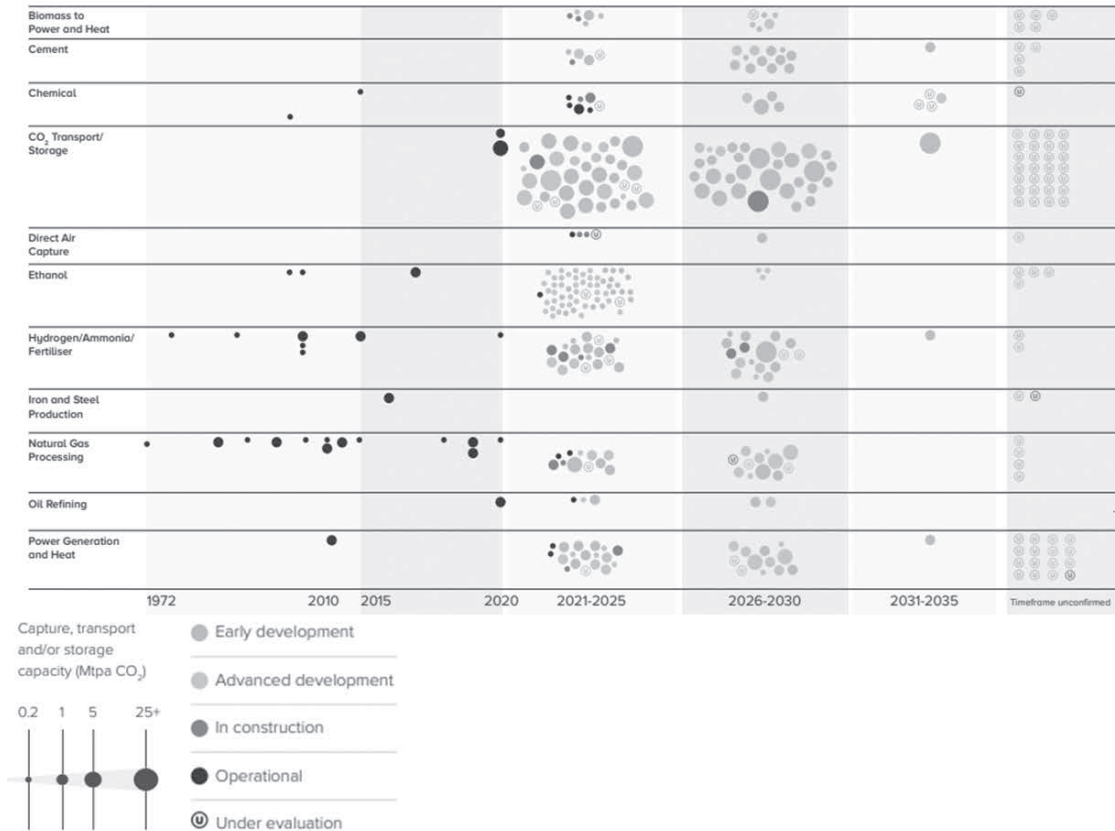 Biomass to
Power and Heat
Cement
Chemical
CO₂ Transport/
Storage
Direct Air
Capture
Ethanol
Hydrogen/Ammonia/
Fertiliser
Iron and Steel
Production
Natural Gas
Processing
Oil Refining
Power Generation
and Heat
1972 2010 2015 2020 2021-2025 2026-2030 2031-2035 Timeframe unconfirmed
Capture, transport
and/or storage
capacity (Mtpa CO₂)
0.2 1 5 25+
Early development
Advanced development
In construction
Operational
U Under evaluation